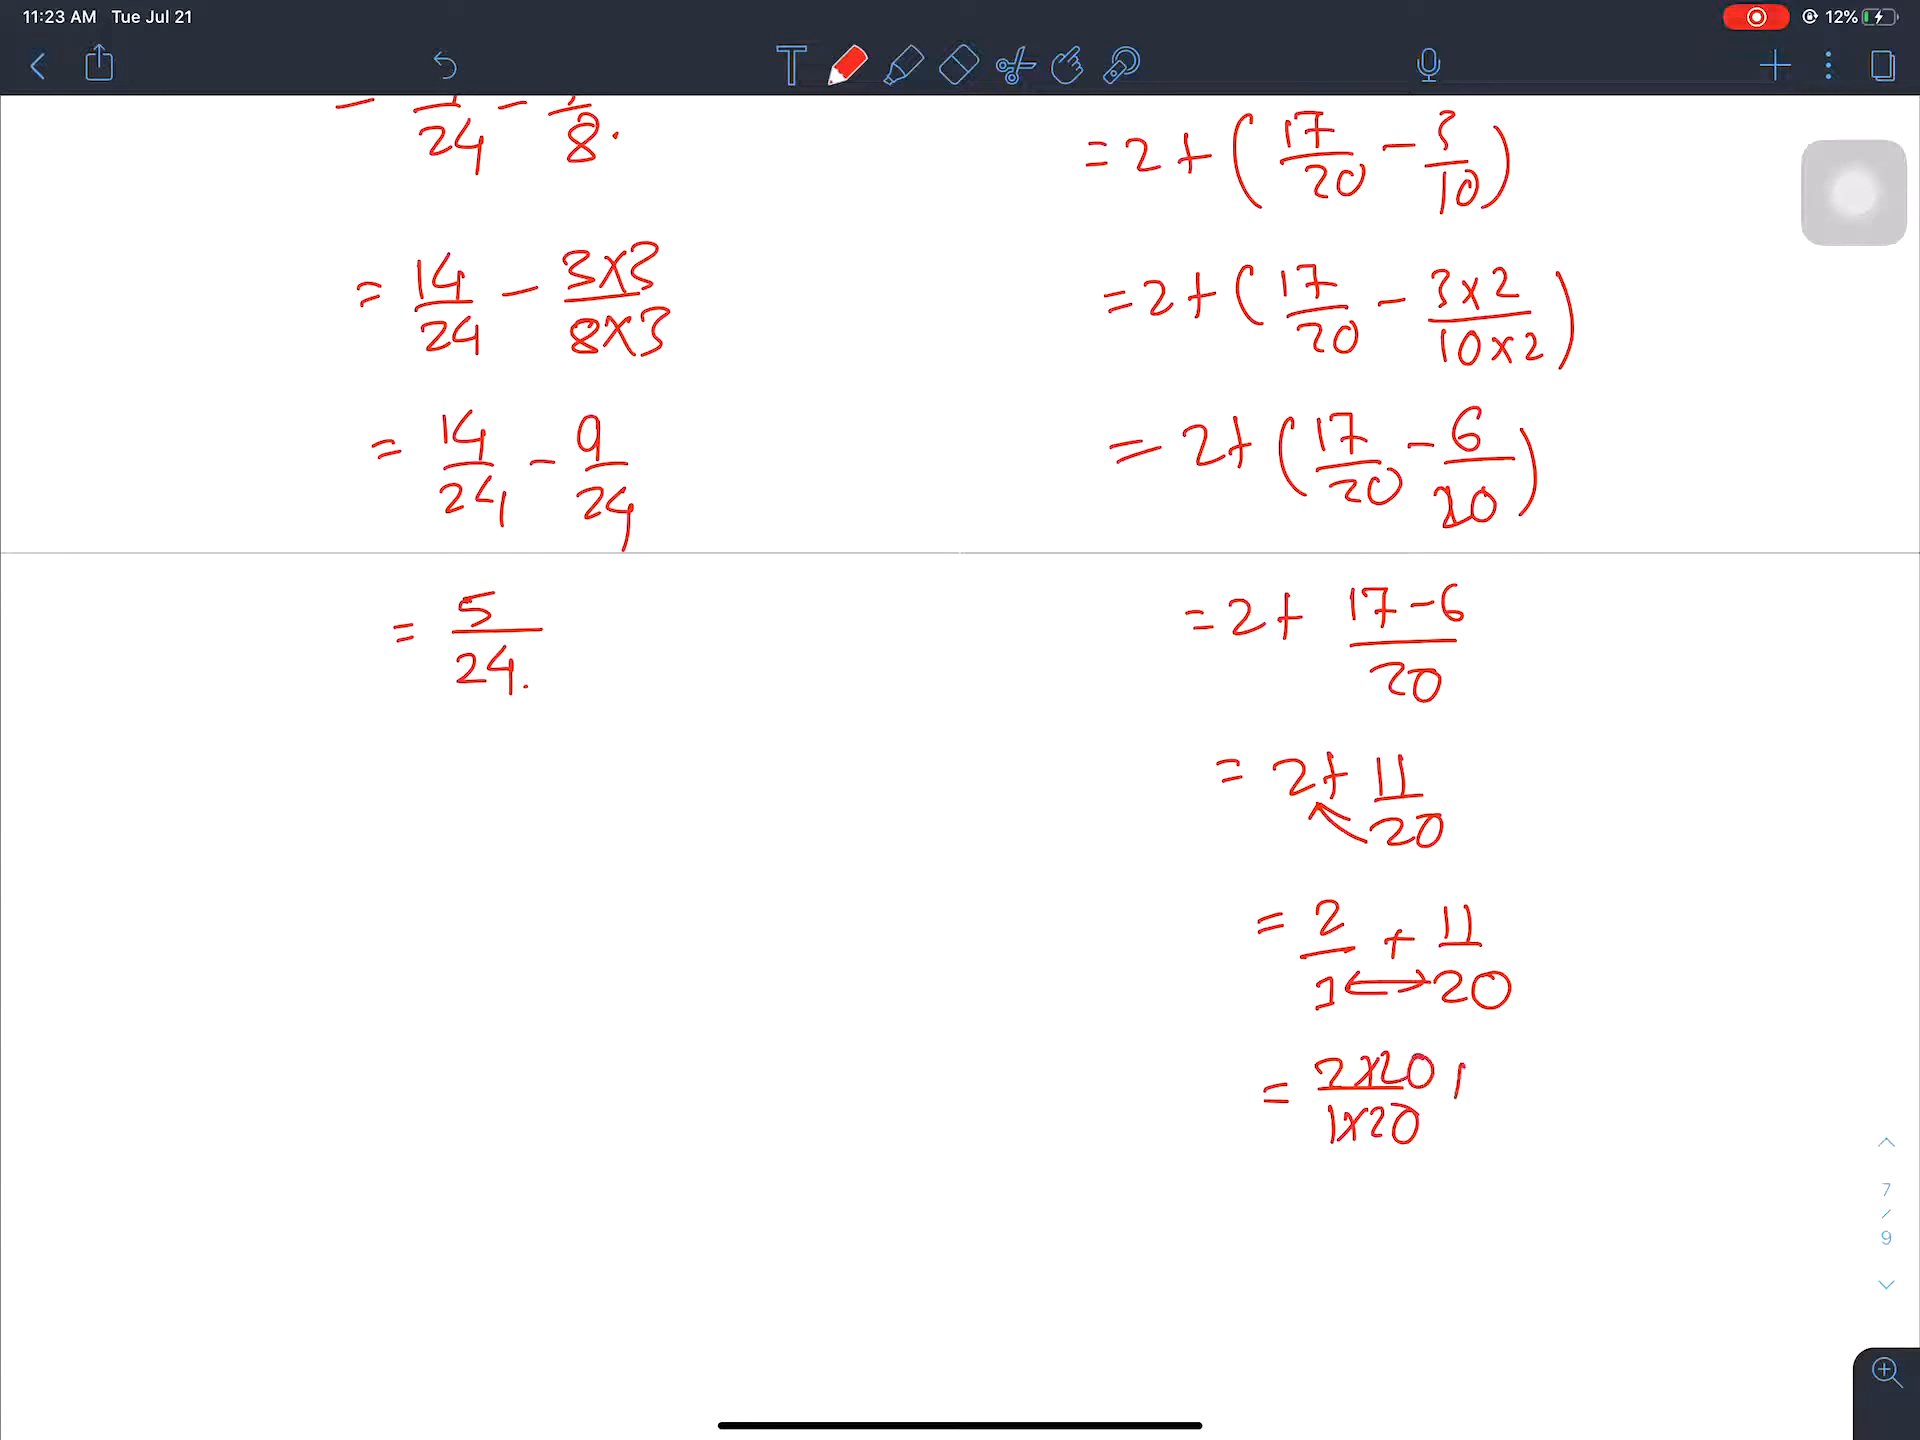 11:23 AM Tue Jul 21
12%
T
24 - 8.
= 14/24 - 3×3/8×3
= 14/24 - 9/24
= 5/24.
= 2 + (17/20 - 3/10)
= 2 + (17/20 - 3×2/10×2)
= 2 + (17/20 - 6/20)
= 2 + 17-6/20
= 2 + 11/20
= 2/1 + 11/20
= 2×20/1×20
7
/
9